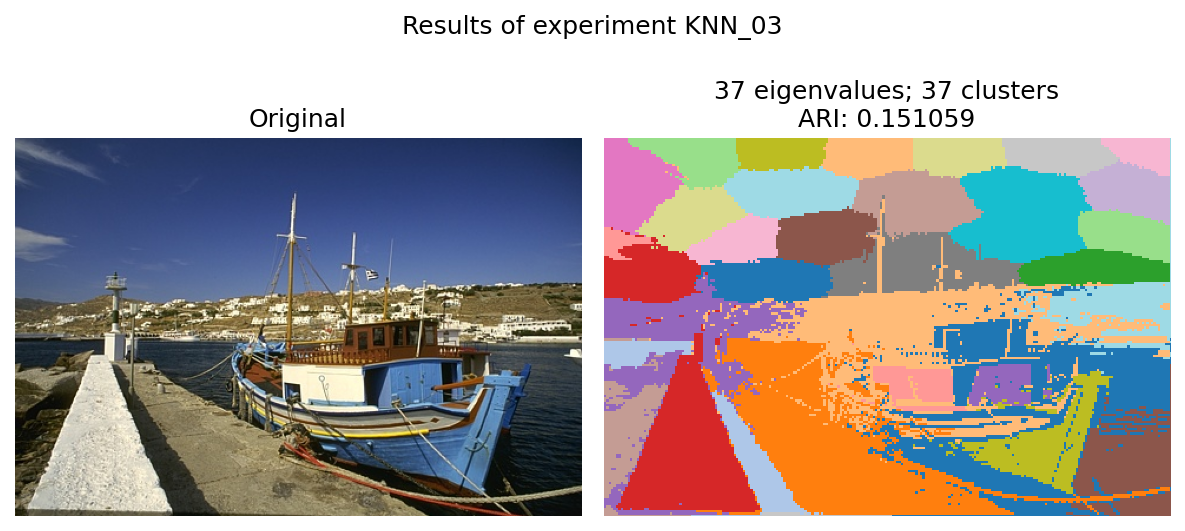 Results of experiment KNN_03
Original
37 eigenvalues; 37 clusters
ARI: 0.151059